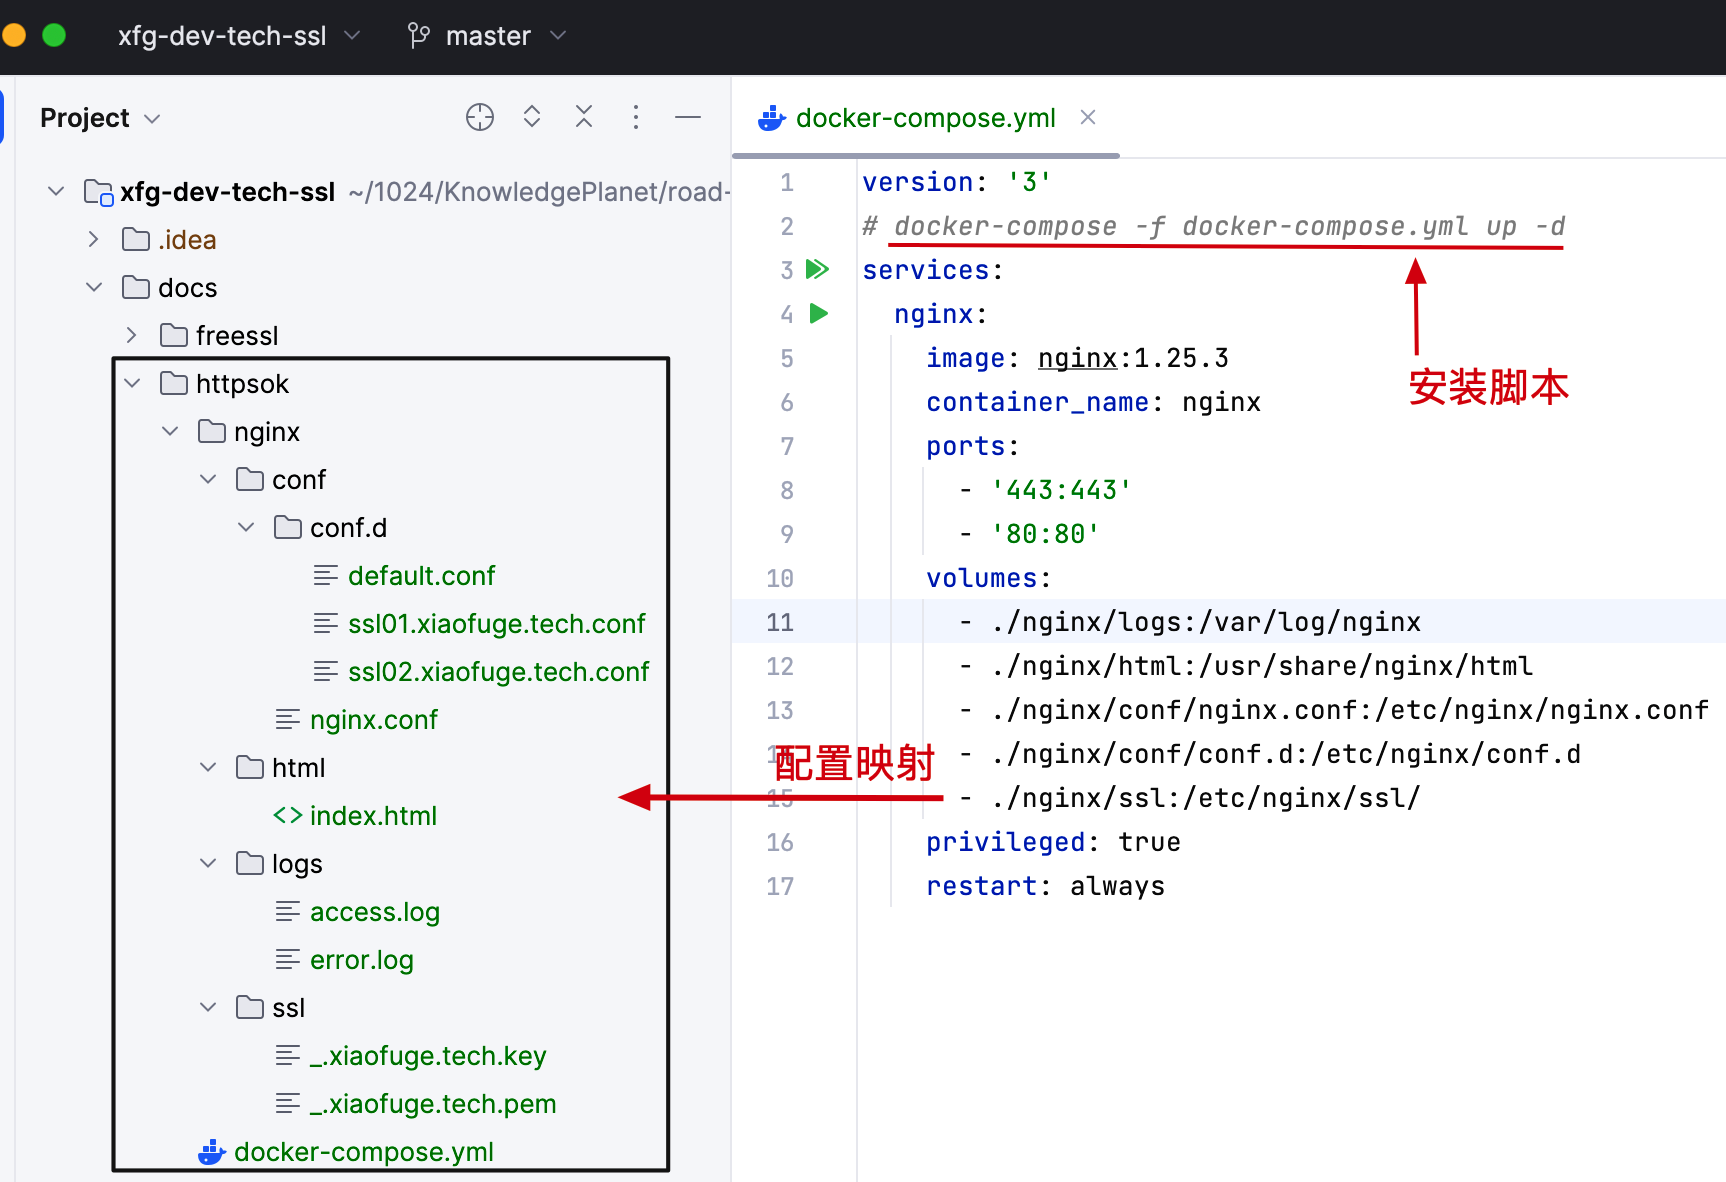 xfg-dev-tech-ssl master
Project
xfg-dev-tech-ssl ~/1024/KnowledgePlanet/road-
.idea
docs
freessl
httpsok
nginx
conf
conf.d
default.conf
ssl01.xiaofuge.tech.conf
ssl02.xiaofuge.tech.conf
nginx.conf
html
index.html
logs
access.log
error.log
ssl
_.xiaofuge.tech.key
_.xiaofuge.tech.pem
docker-compose.yml
docker-compose.yml
1 version: '3'
2 # docker-compose -f docker-compose.yml up -d
3 services:
4 nginx:
5 image: nginx:1.25.3
6 container_name: nginx
7 ports:
8 - '443:443'
9 - '80:80'
10 volumes:
11 - ./nginx/logs:/var/log/nginx
12 - ./nginx/html:/usr/share/nginx/html
13 - ./nginx/conf/nginx.conf:/etc/nginx/nginx.conf
14 - ./nginx/conf/conf.d:/etc/nginx/conf.d
15 - ./nginx/ssl:/etc/nginx/ssl/
16 privileged: true
17 restart: always
安装脚本
配置映射